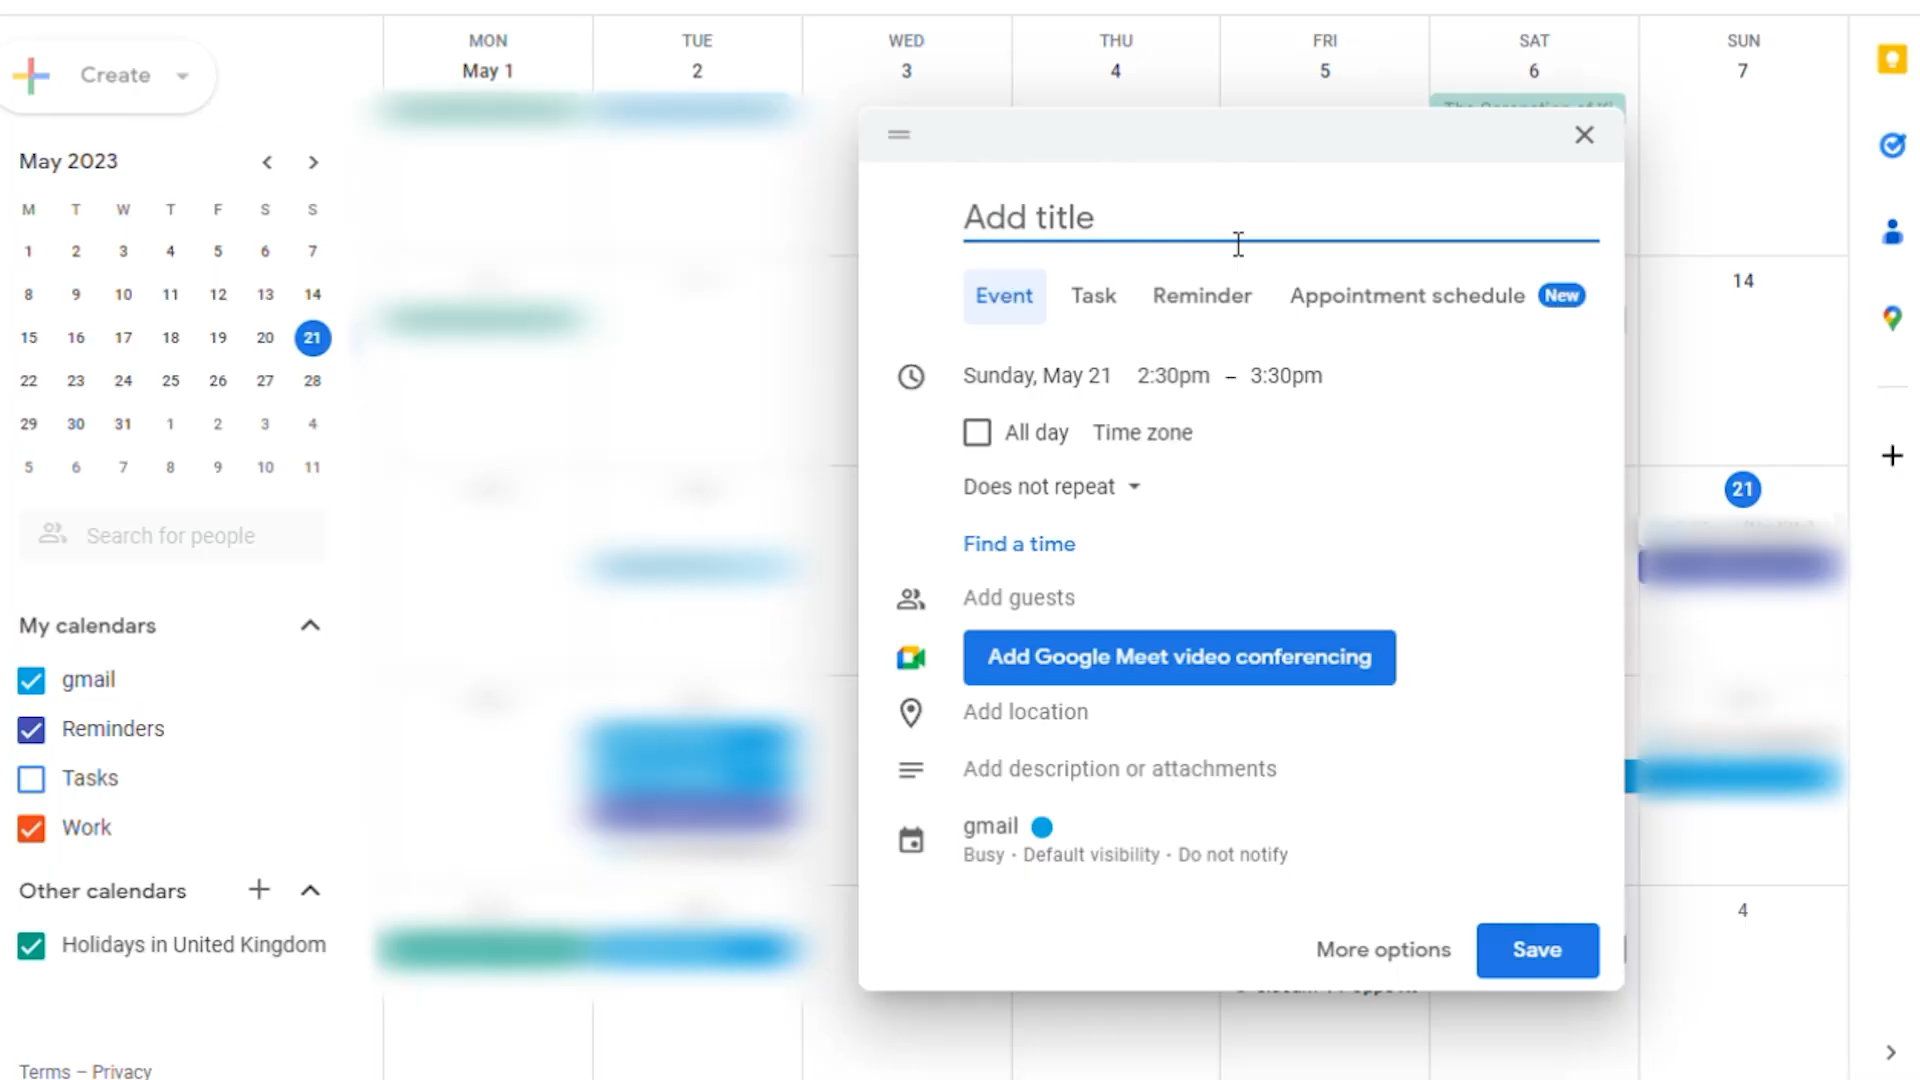 Create
May 2023
M T W T F S S
1 2 3 4 5 6 7
8 9 10 11 12 13 14
15 16 17 18 19 20 21
22 23 24 25 26 27 28
29 30 31 1 2 3 4
5 6 7 8 9 10 11
Search for people
My calendars
gmail
Reminders
Tasks
Work
Other calendars
Holidays in United Kingdom
Terms – Privacy
MON TUE WED THU FRI SAT SUN
May 1 2 3 4 5 6 7
The Coronation of
14
21
4
Add title
Event Task Reminder Appointment schedule New
Sunday, May 21 2:30pm – 3:30pm
All day Time zone
Does not repeat
Find a time
Add guests
Add Google Meet video conferencing
Add location
Add description or attachments
gmail
Busy · Default visibility · Do not notify
More options Save